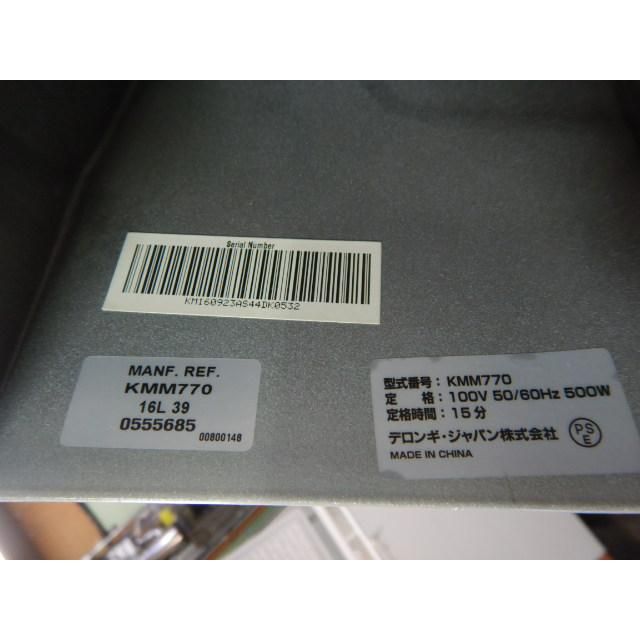 Serial Number
KM160923AS44DK0532
MANF. REF.
KMM770
16L 39
0555685
00800148
型式番号：KMM770
定　格：100V 50/60Hz 500W
定格時間：15分
デロンギ・ジャパン株式会社
PS
E
MADE IN CHINA